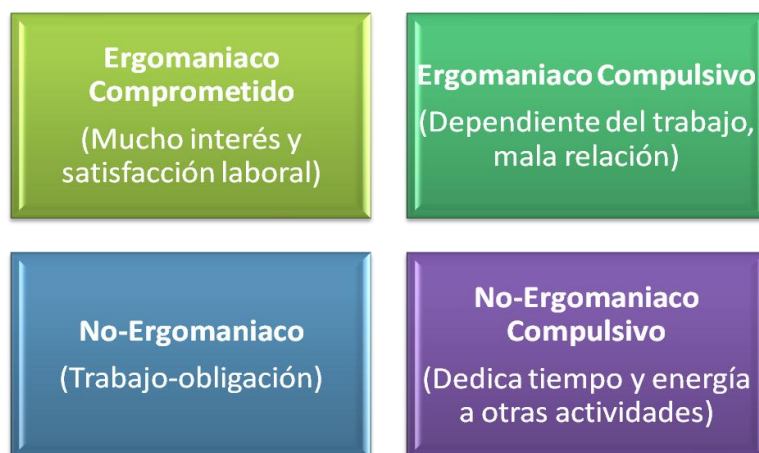 Ergomaniaco
Comprometido
(Mucho interés y
satisfacción laboral)
Ergomaniaco Compulsivo
(Dependiente del trabajo,
mala relación)
No-Ergomaniaco
(Trabajo-obligación)
No-Ergomaniaco
Compulsivo
(Dedica tiempo y energía
a otras actividades)